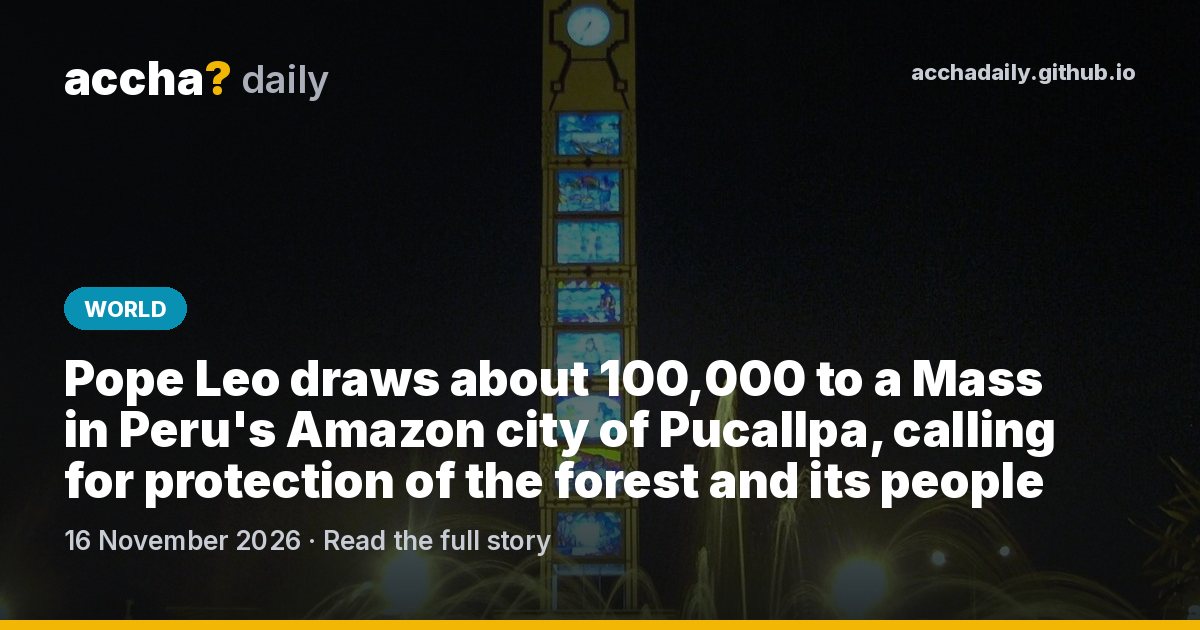 accha? daily
acchadaily.github.io
WORLD
Pope Leo draws about 100,000 to a Mass
in Peru's Amazon city of Pucallpa, calling
for protection of the forest and its people
16 November 2026 · Read the full story